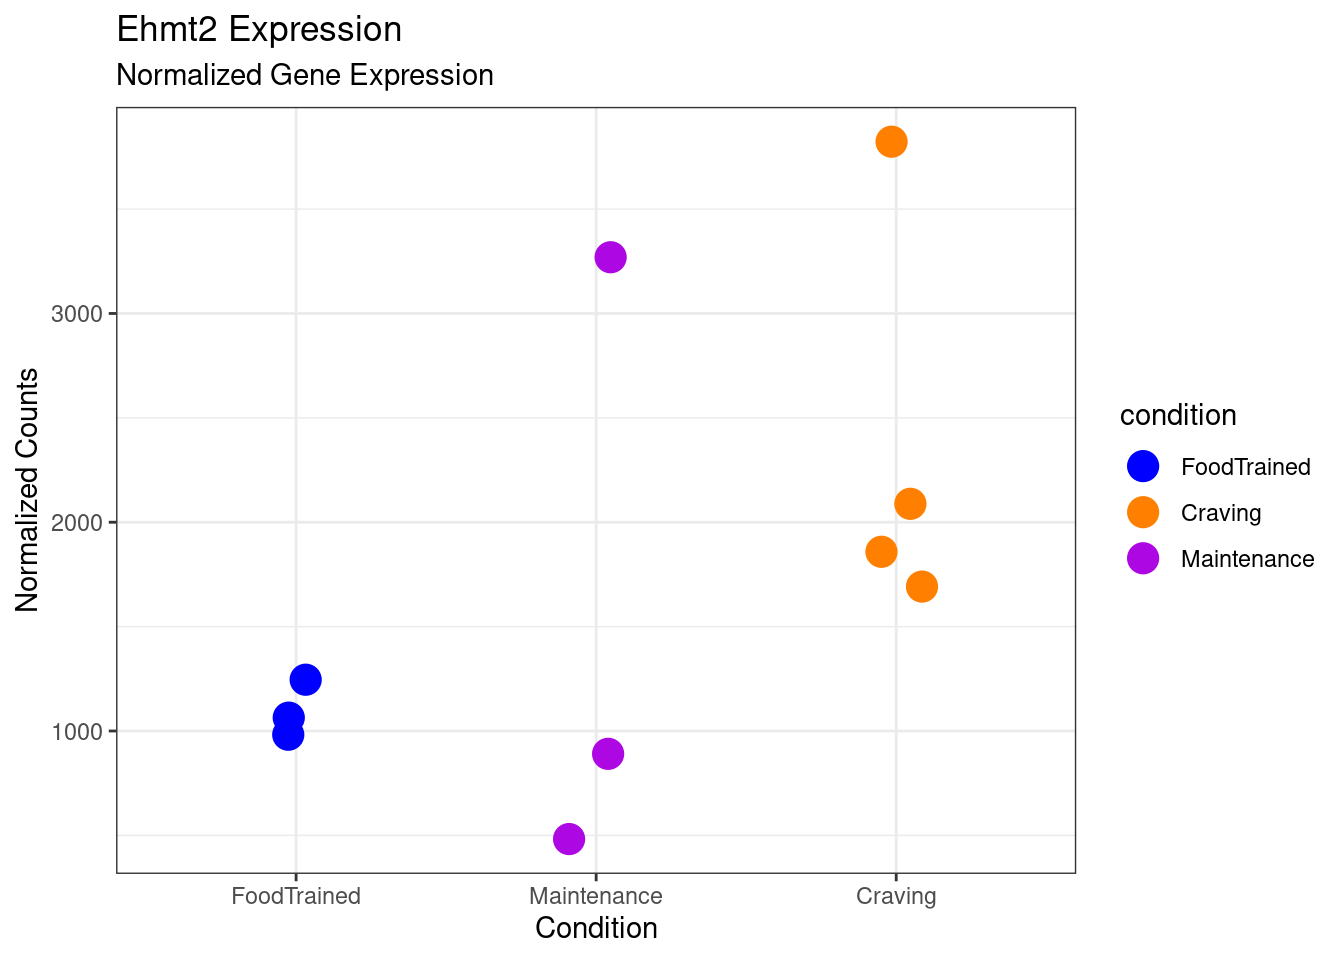 Ehmt2 Expression
Normalized Gene Expression
Normalized Counts
3000
2000
1000
FoodTrained
Maintenance
Craving
Condition
condition
FoodTrained
Craving
Maintenance